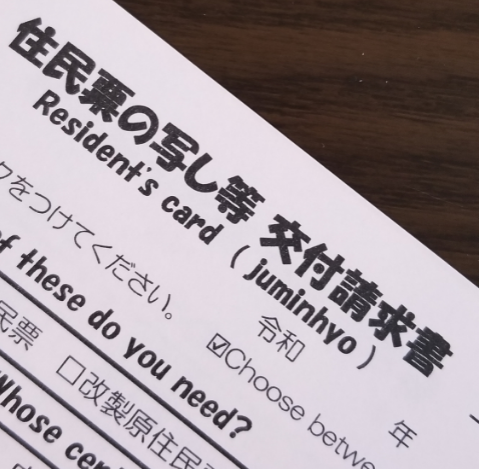 住民票の写し等 交付請求書
Resident's card ( juminhyo )
令和 年
クをつけてください。 ☑Choose betwe
of these do you need?
民票 □改製原住民
Whose cer